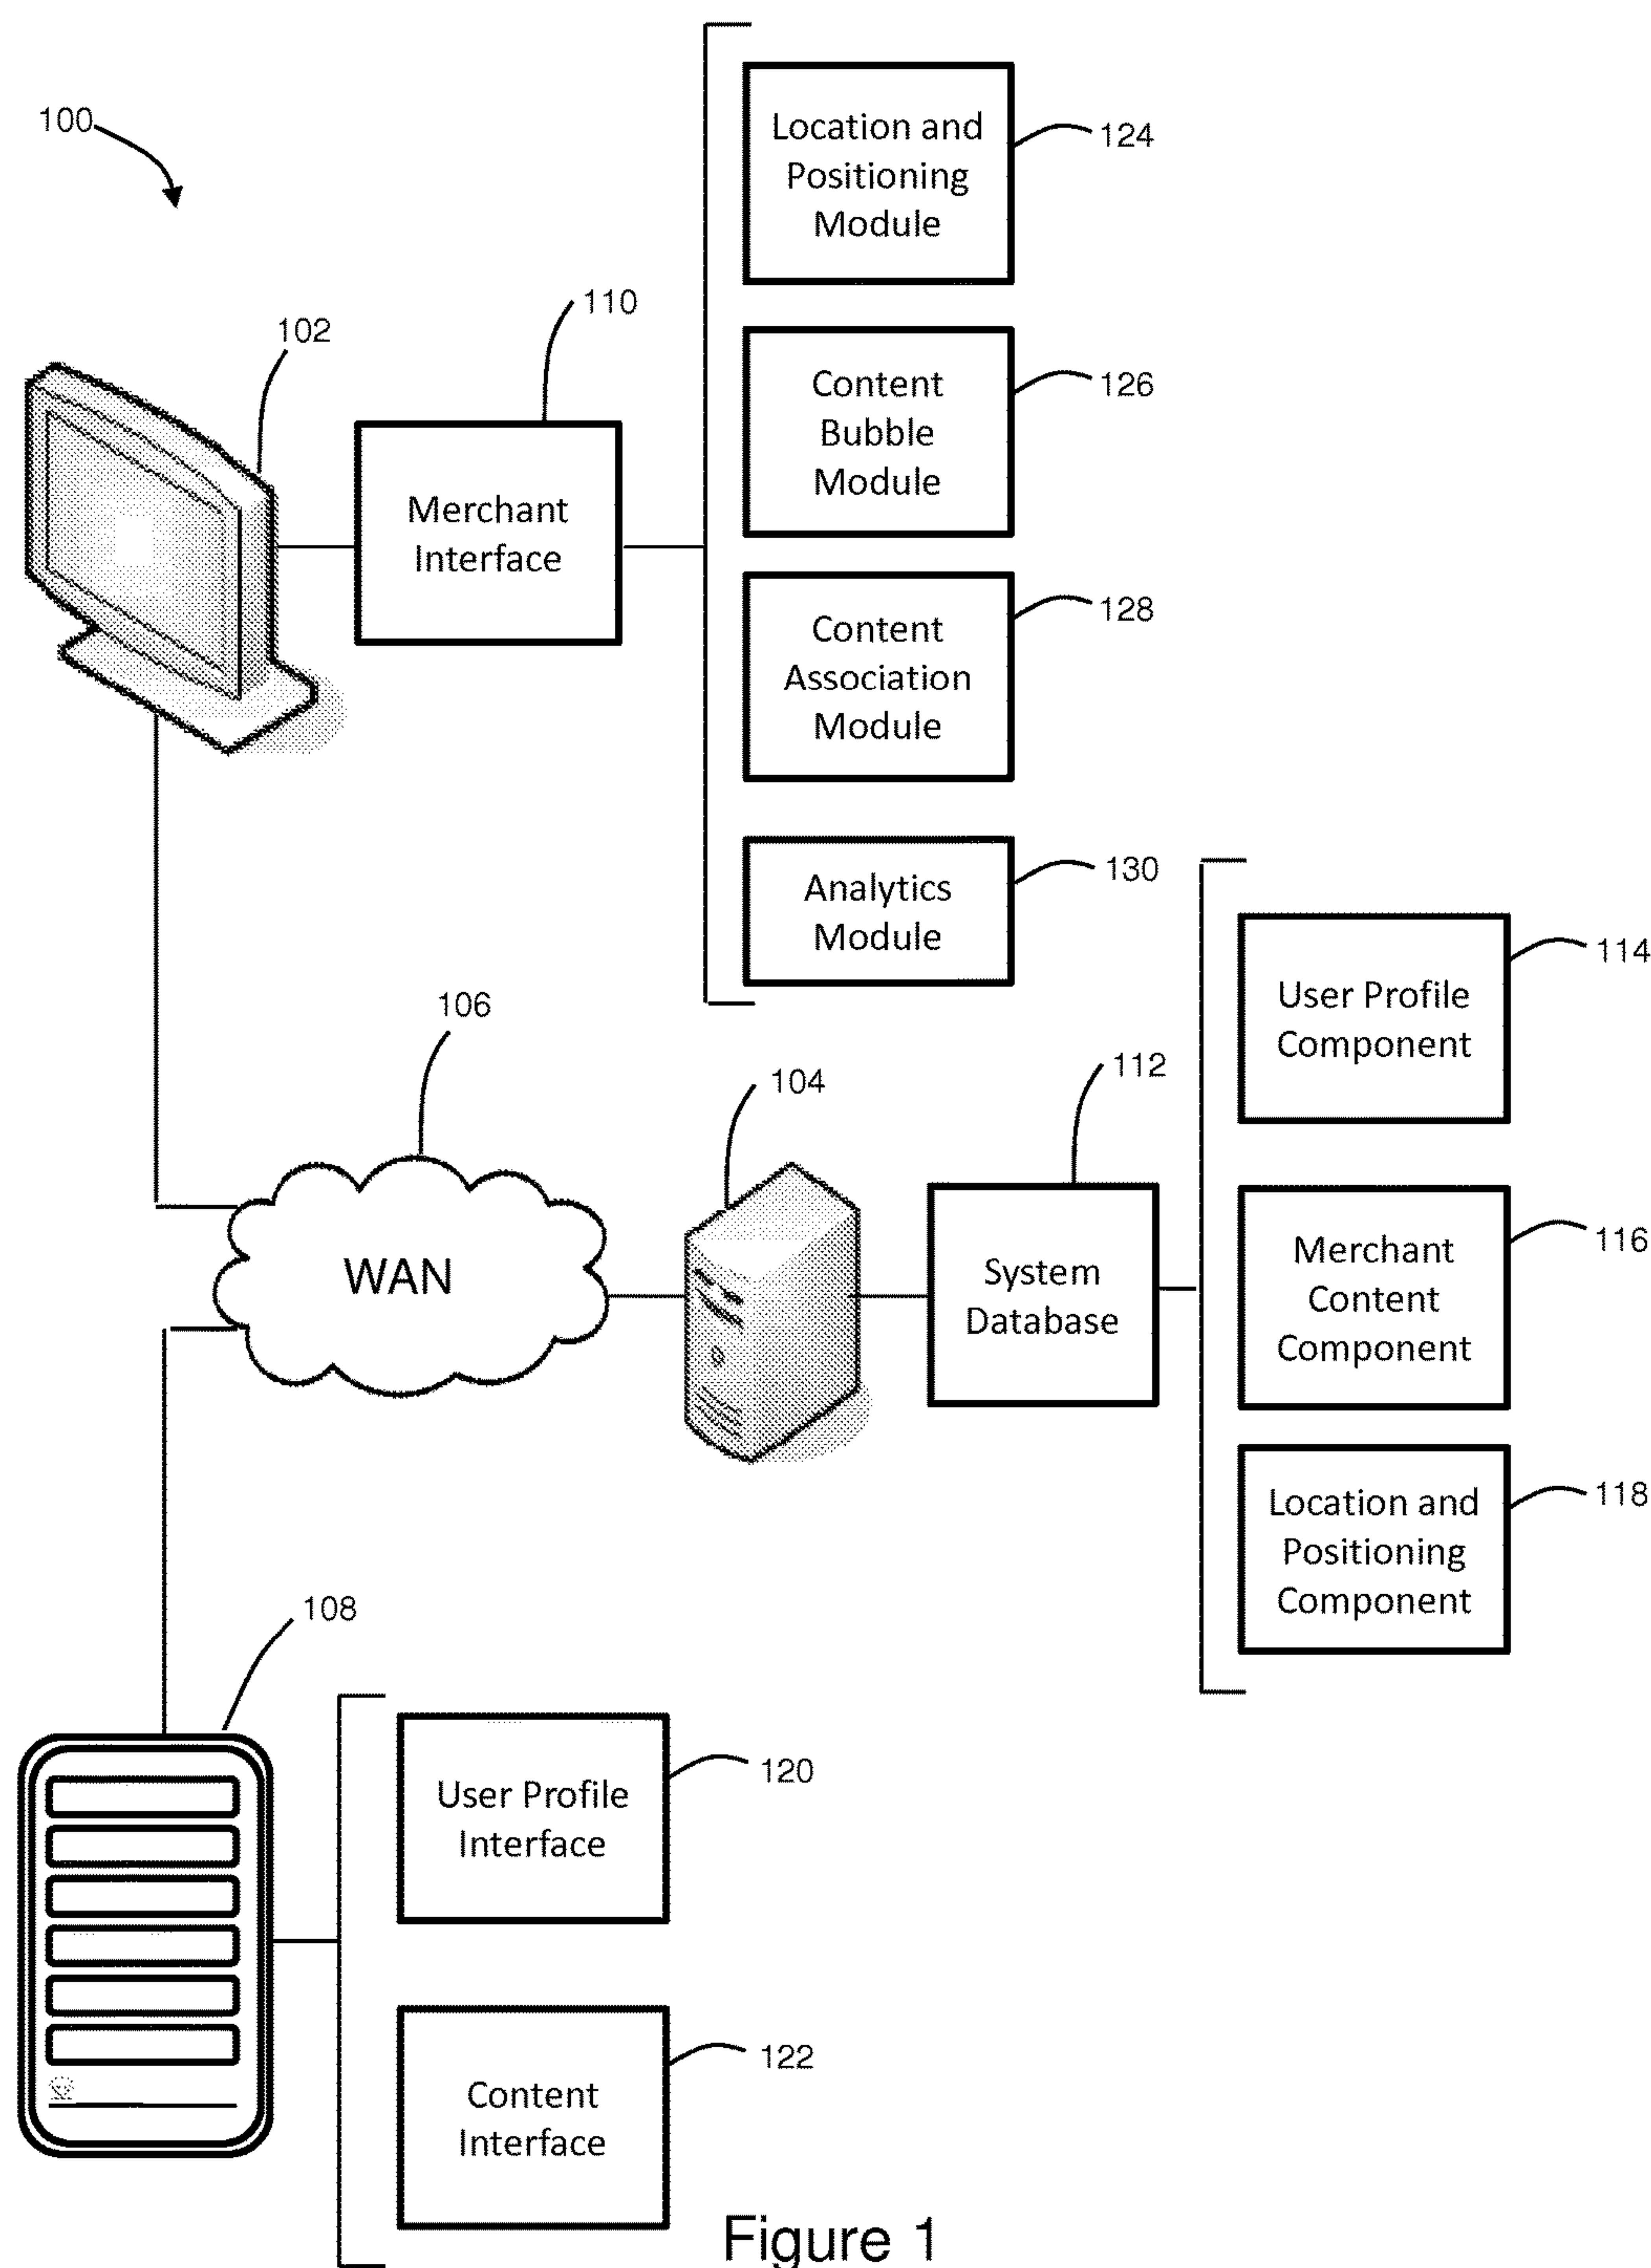 100
102
110
Merchant
Interface
Location and
Positioning
Module
124
Content
Bubble
Module
126
Content
Association
Module
128
Analytics
Module
130
106
WAN
104
112
System
Database
User Profile
Component
114
Merchant
Content
Component
116
Location and
Positioning
Component
118
108
User Profile
Interface
120
Content
Interface
122
Figure 1